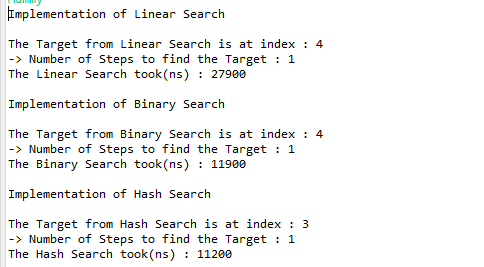 Implementation of Linear Search
The Target from Linear Search is at index : 4
-> Number of Steps to find the Target : 1
The Linear Search took(ns) : 27900
Implementation of Binary Search
The Target from Binary Search is at index : 4
-> Number of Steps to find the Target : 1
The Binary Search took(ns) : 11900
Implementation of Hash Search
The Target from Hash Search is at index : 3
-> Number of Steps to find the Target : 1
The Hash Search took(ns) : 11200